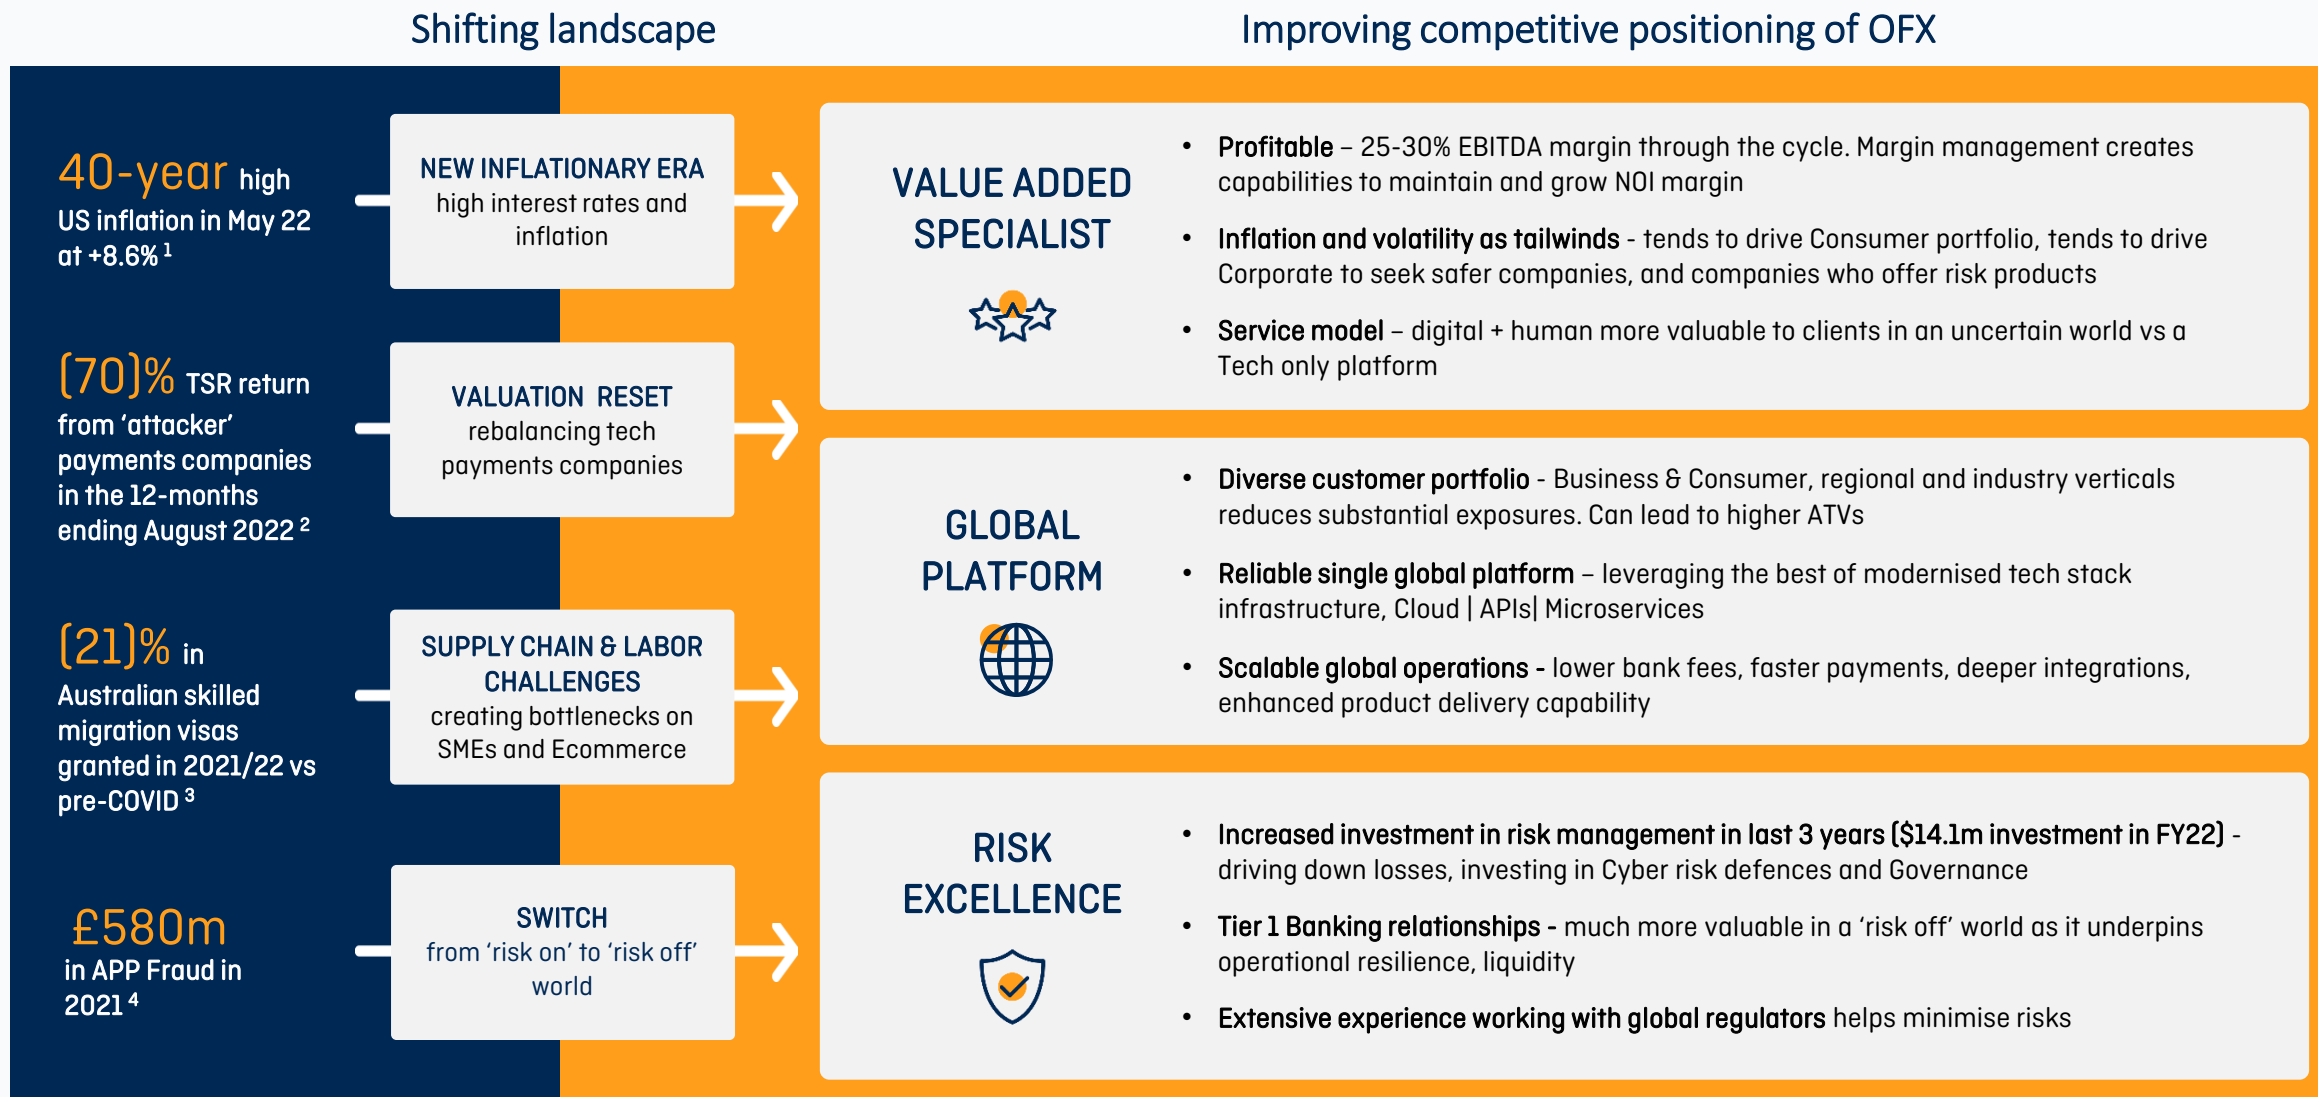 Shifting landscape
Improving competitive positioning of OFX
40-year high
US inflation in May 22
at +8.6% 1
NEW INFLATIONARY ERA
high interest rates and
inflation
(70)% TSR return
from ‘attacker’
payments companies
in the 12-months
ending August 2022 2
VALUATION RESET
rebalancing tech
payments companies
(21)% in
Australian skilled
migration visas
granted in 2021/22 vs
pre-COVID 3
SUPPLY CHAIN & LABOR
CHALLENGES
creating bottlenecks on
SMEs and Ecommerce
£580m
in APP Fraud in
2021 4
SWITCH
from ‘risk on’ to ‘risk off’
world
VALUE ADDED
SPECIALIST
• Profitable – 25-30% EBITDA margin through the cycle. Margin management creates
capabilities to maintain and grow NOI margin
• Inflation and volatility as tailwinds - tends to drive Consumer portfolio, tends to drive
Corporate to seek safer companies, and companies who offer risk products
• Service model – digital + human more valuable to clients in an uncertain world vs a
Tech only platform
GLOBAL
PLATFORM
• Diverse customer portfolio - Business & Consumer, regional and industry verticals
reduces substantial exposures. Can lead to higher ATVs
• Reliable single global platform – leveraging the best of modernised tech stack
infrastructure, Cloud | APIs| Microservices
• Scalable global operations - lower bank fees, faster payments, deeper integrations,
enhanced product delivery capability
RISK
EXCELLENCE
• Increased investment in risk management in last 3 years ($14.1m investment in FY22) -
driving down losses, investing in Cyber risk defences and Governance
• Tier 1 Banking relationships - much more valuable in a ‘risk off’ world as it underpins
operational resilience, liquidity
• Extensive experience working with global regulators helps minimise risks